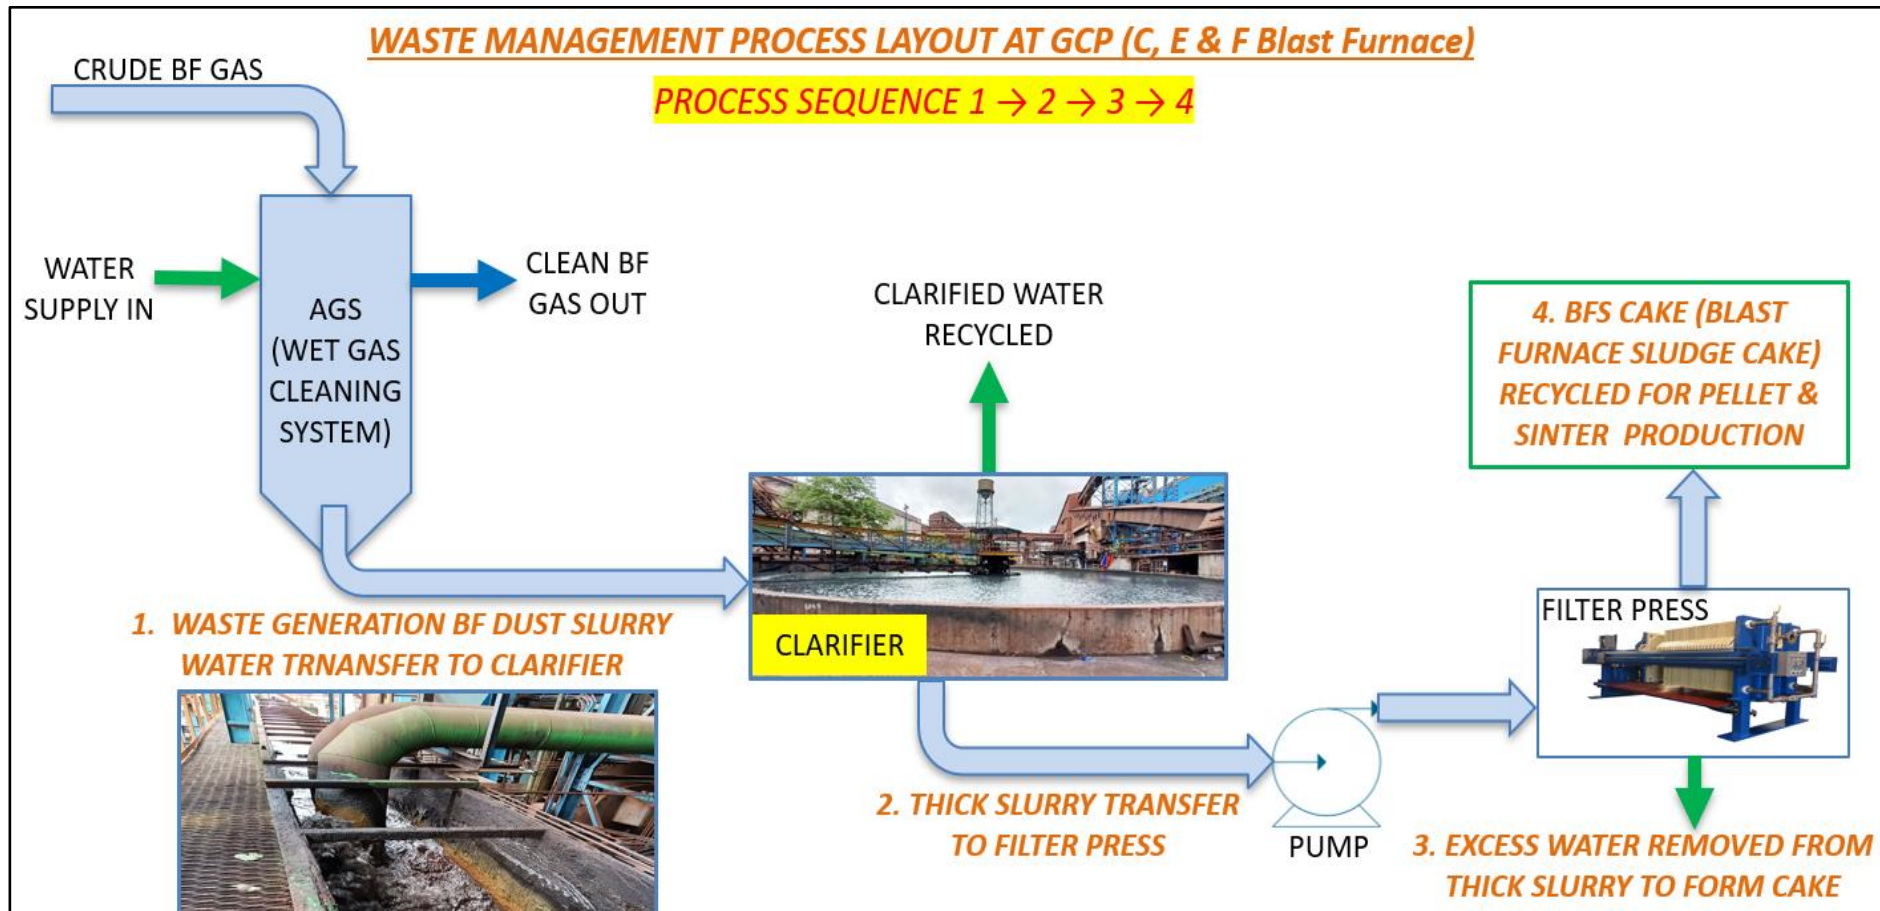 WASTE MANAGEMENT PROCESS LAYOUT AT GCP (C, E & F Blast Furnace)
PROCESS SEQUENCE 1 → 2 → 3 → 4
CRUDE BF GAS
WATER
SUPPLY IN
AGS
(WET GAS
CLEANING
SYSTEM)
CLEAN BF
GAS OUT
CLARIFIED WATER
RECYCLED
4. BFS CAKE (BLAST
FURNACE SLUDGE CAKE)
RECYCLED FOR PELLET &
SINTER PRODUCTION
1. WASTE GENERATION BF DUST SLURRY
WATER TRNANSFER TO CLARIFIER
CLARIFIER
FILTER PRESS
2. THICK SLURRY TRANSFER
TO FILTER PRESS
PUMP
3. EXCESS WATER REMOVED FROM
THICK SLURRY TO FORM CAKE